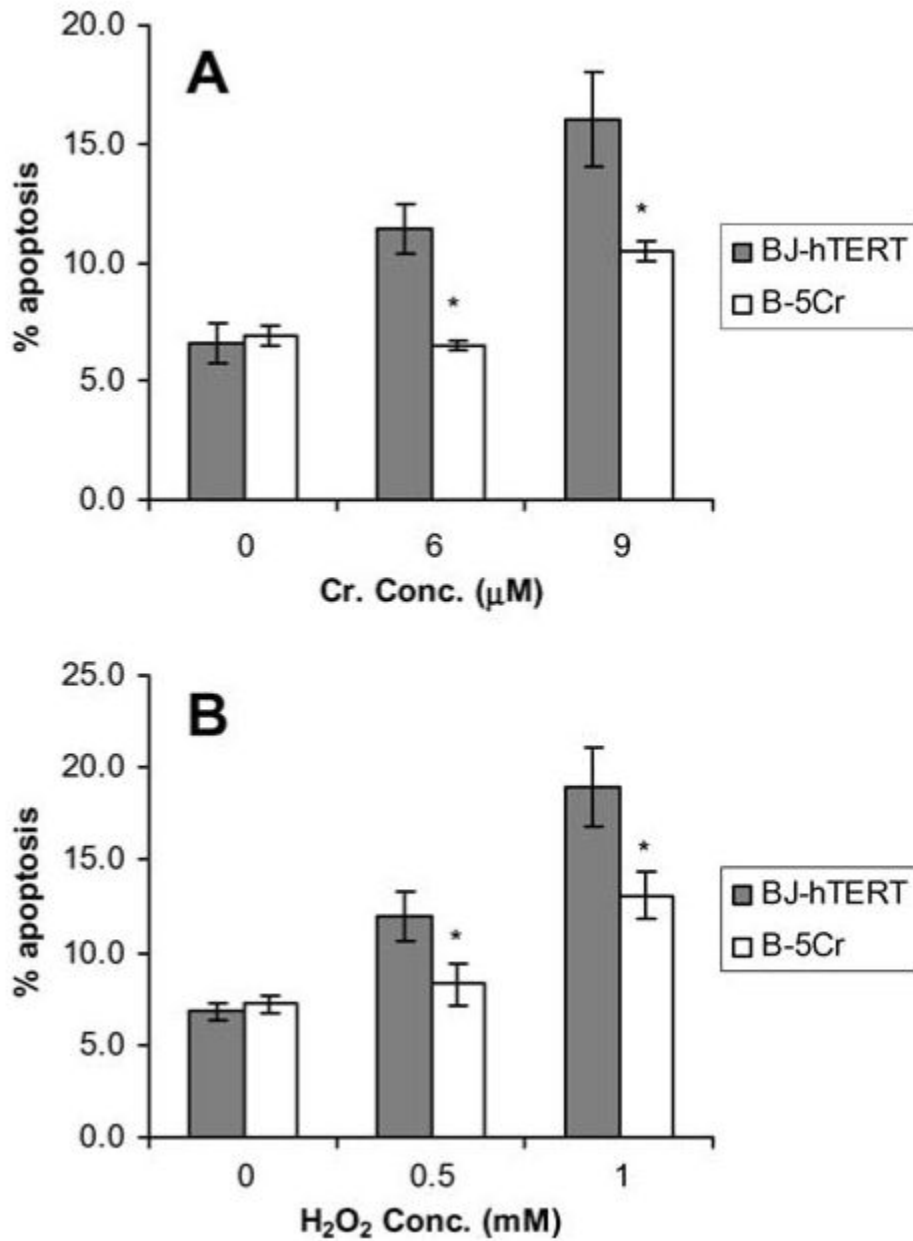 A
20.0
15.0
10.0
5.0
0.0
% apoptosis
*
*
0 6 9
Cr. Conc. (μM)
BJ-hTERT
B-5Cr
B
25.0
20.0
15.0
10.0
5.0
0.0
% apoptosis
*
*
0 0.5 1
H₂O₂ Conc. (mM)
BJ-hTERT
B-5Cr